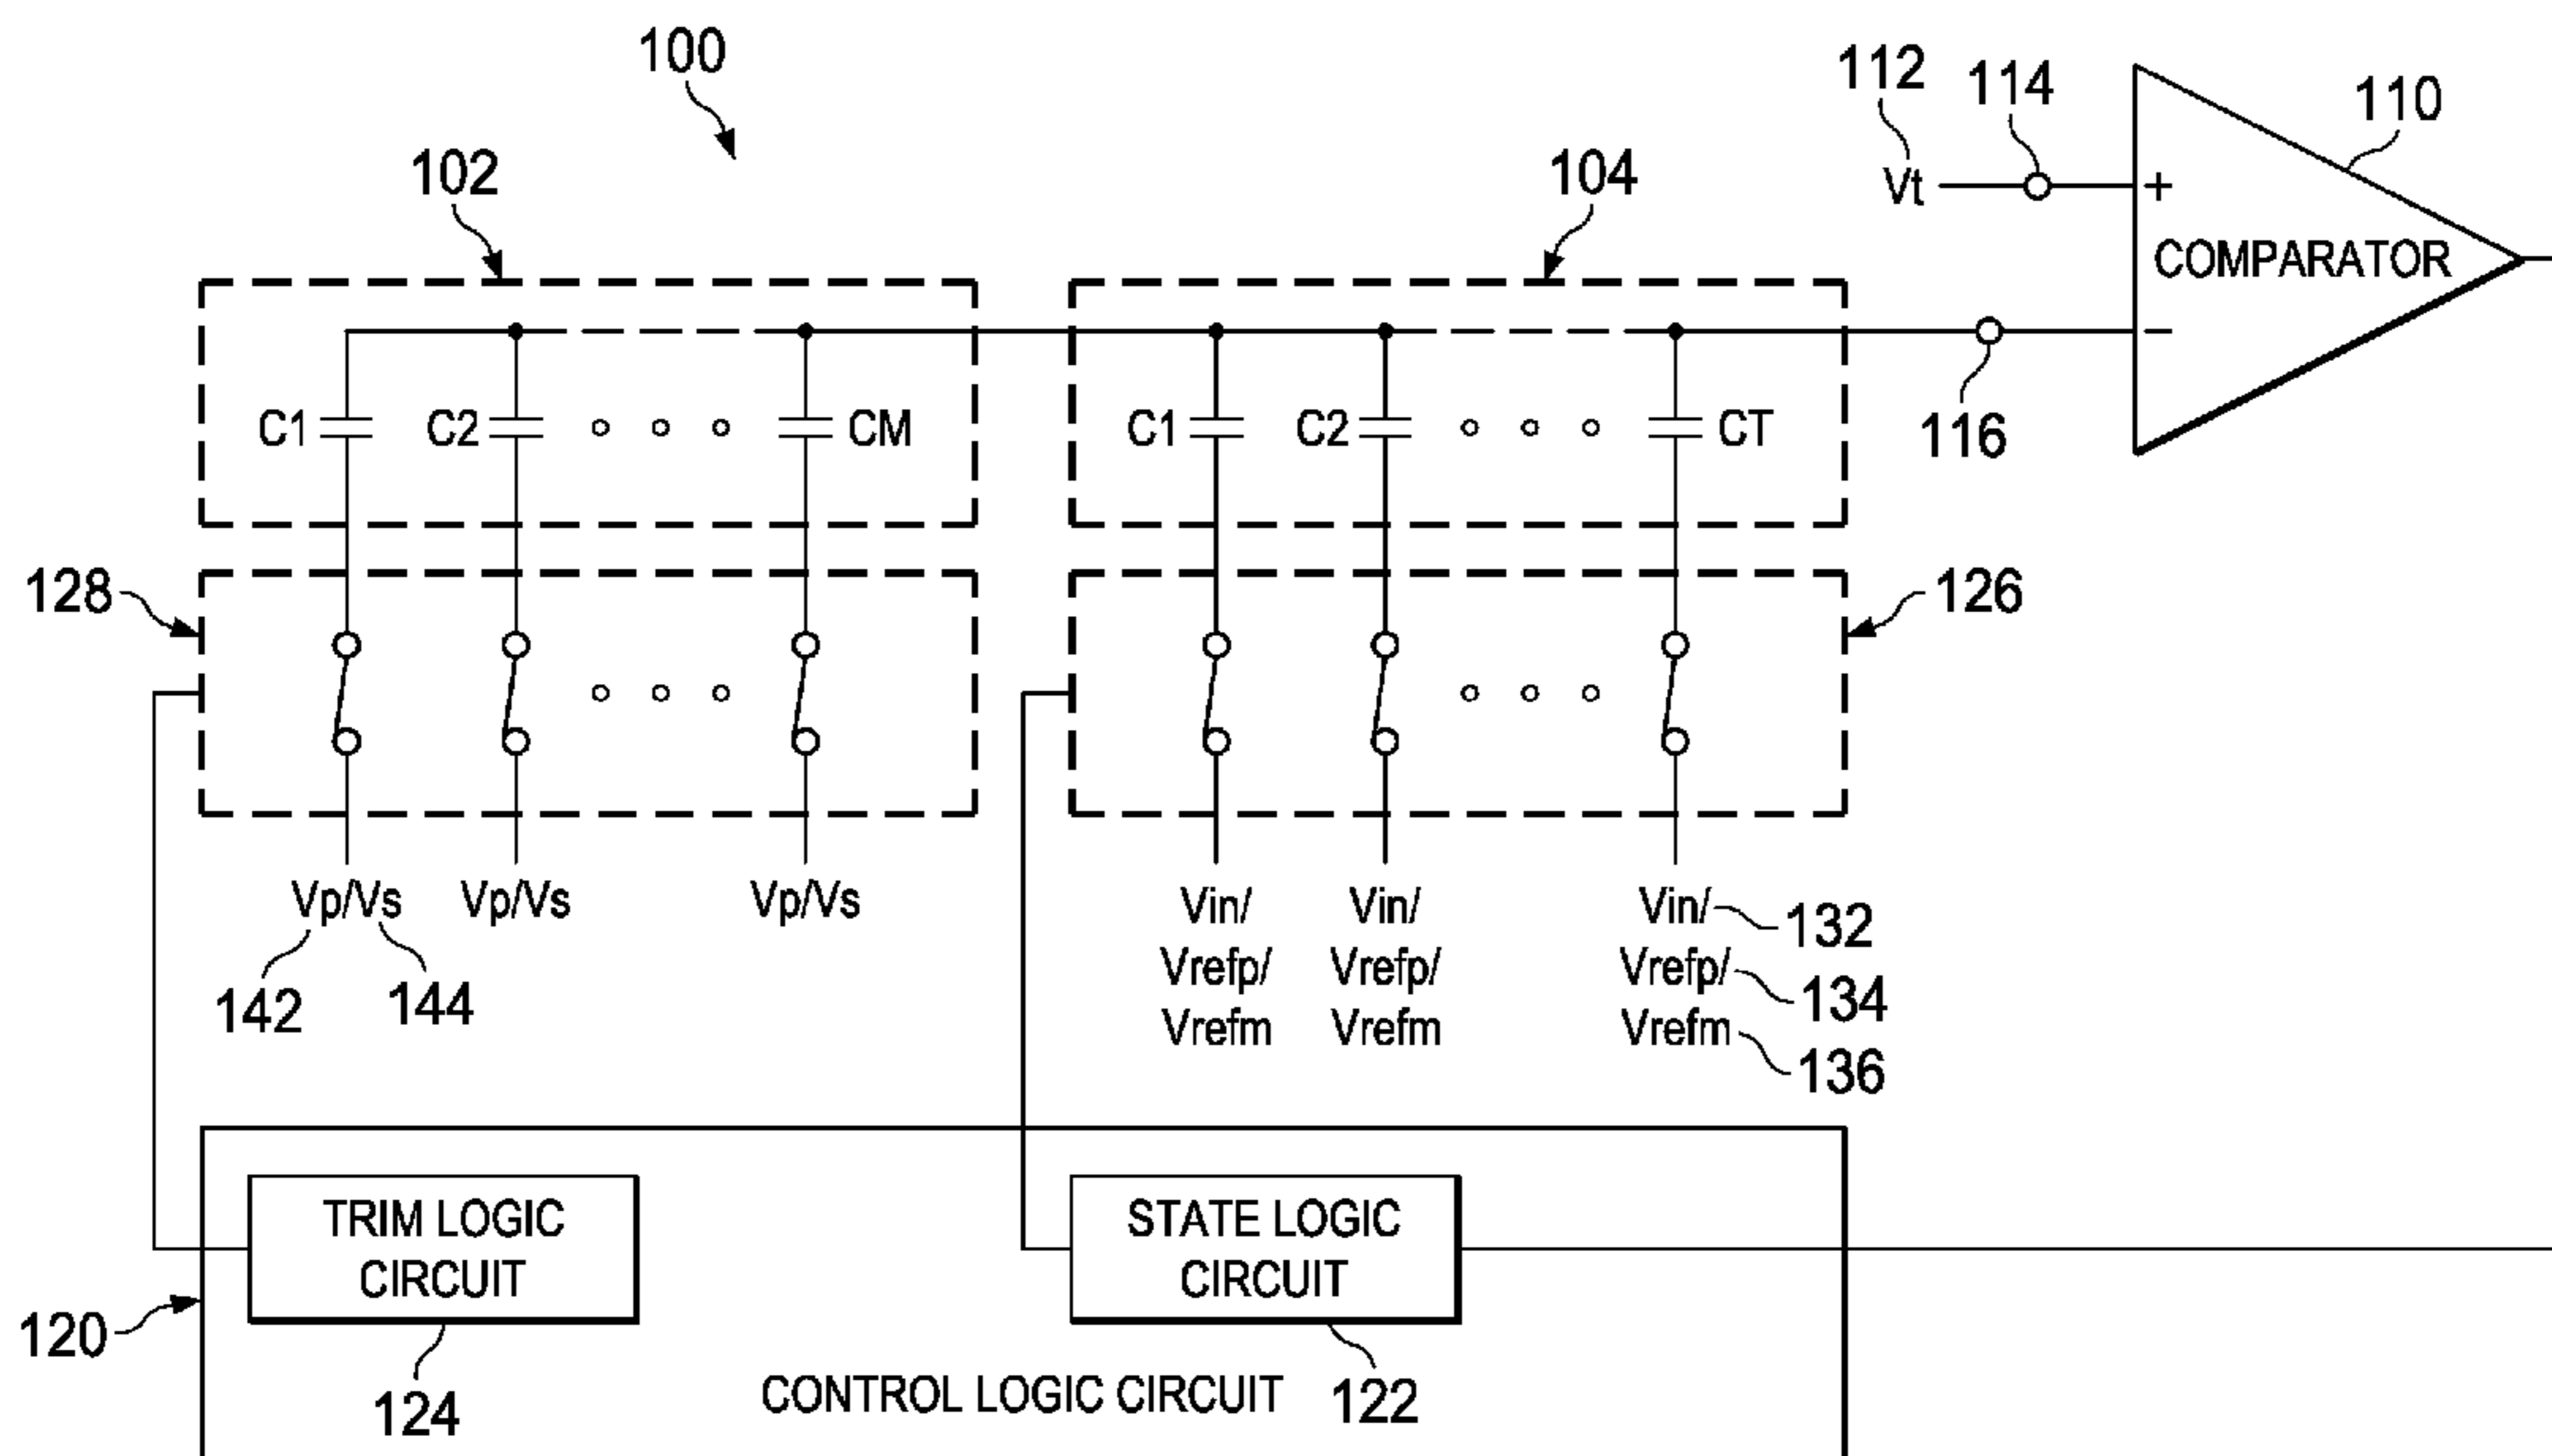 100
112
114
110
102
104
Vt
+
COMPARATOR
−
116
C1
C2
CM
C1
C2
CT
128
126
Vp/Vs
Vp/Vs
Vp/Vs
142
144
Vin/
Vrefp/
Vrefm
Vin/
Vrefp/
Vrefm
Vin/
Vrefp/
Vrefm
132
134
136
TRIM LOGIC
CIRCUIT
STATE LOGIC
CIRCUIT
120
124
CONTROL LOGIC CIRCUIT
122